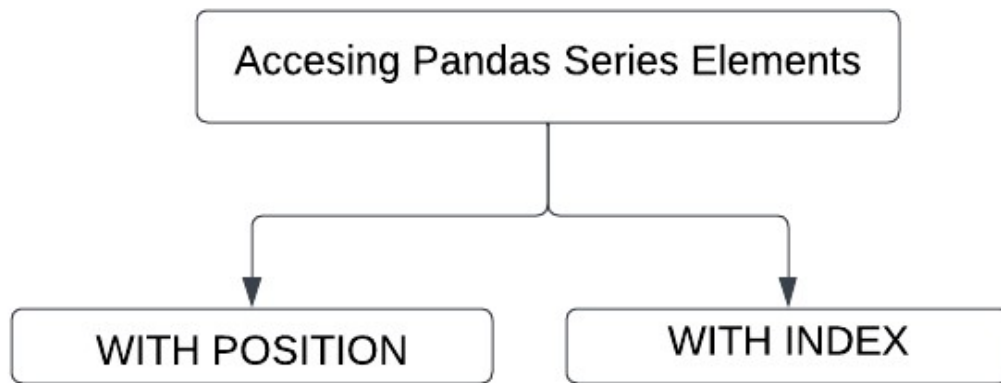 Accesing Pandas Series Elements
WITH POSITION
WITH INDEX